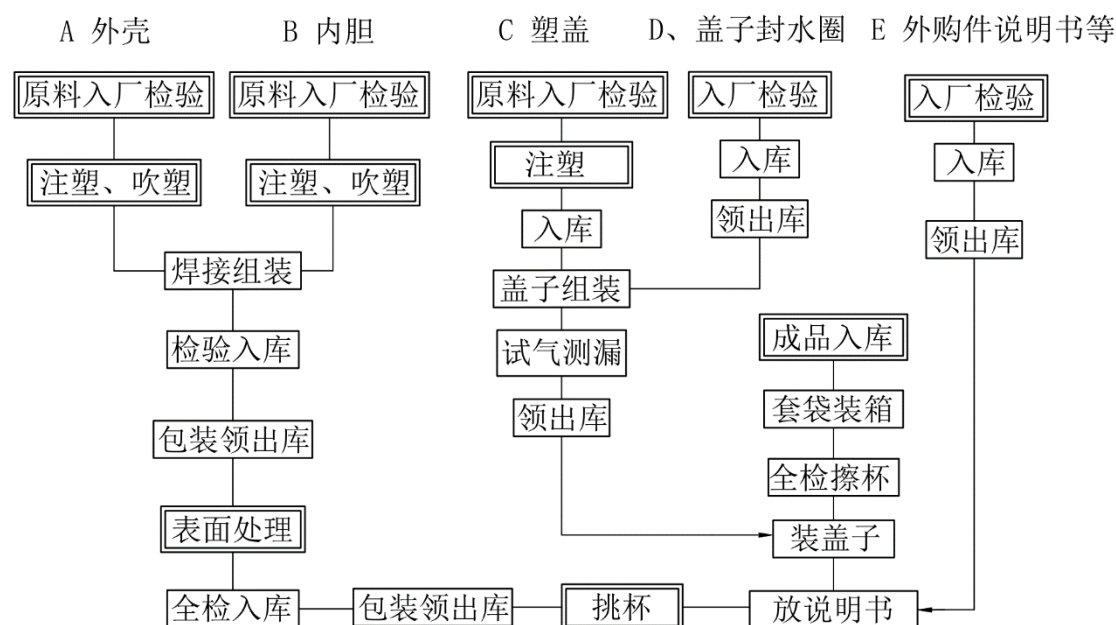 A 外壳
B 内胆
C 塑盖
D、盖子封水圈
E 外购件说明书等
原料入厂检验
原料入厂检验
原料入厂检验
入厂检验
入厂检验
注塑、吹塑
注塑、吹塑
注塑
入库
入库
入库
领出库
领出库
焊接组装
盖子组装
检验入库
试气测漏
成品入库
领出库
套袋装箱
包装领出库
全检擦杯
表面处理
装盖子
全检入库
包装领出库
挑杯
放说明书